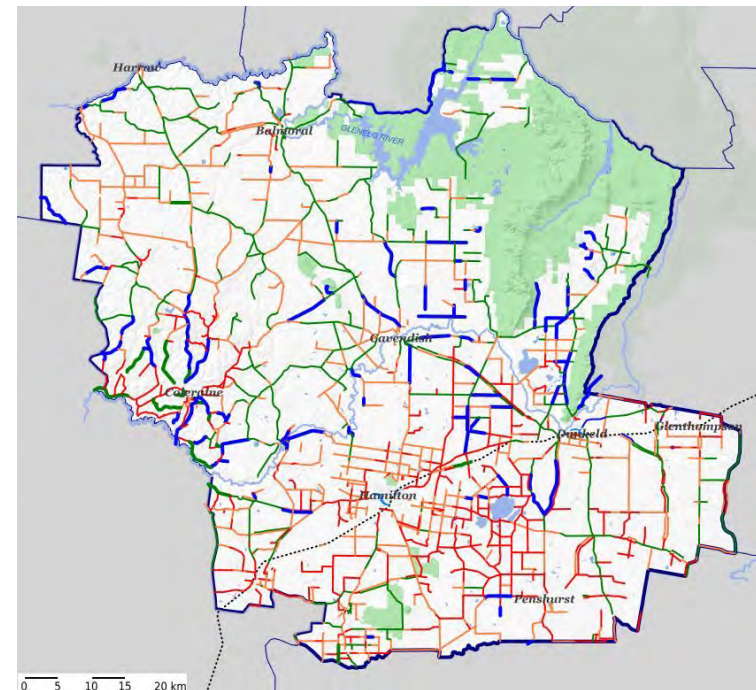 Harrow
Balmoral
GLENELG RIVER
Cavendish
Coleraine
Dunkeld
Glenthompson
Hamilton
Penshurst
0 5 10 15 20 km